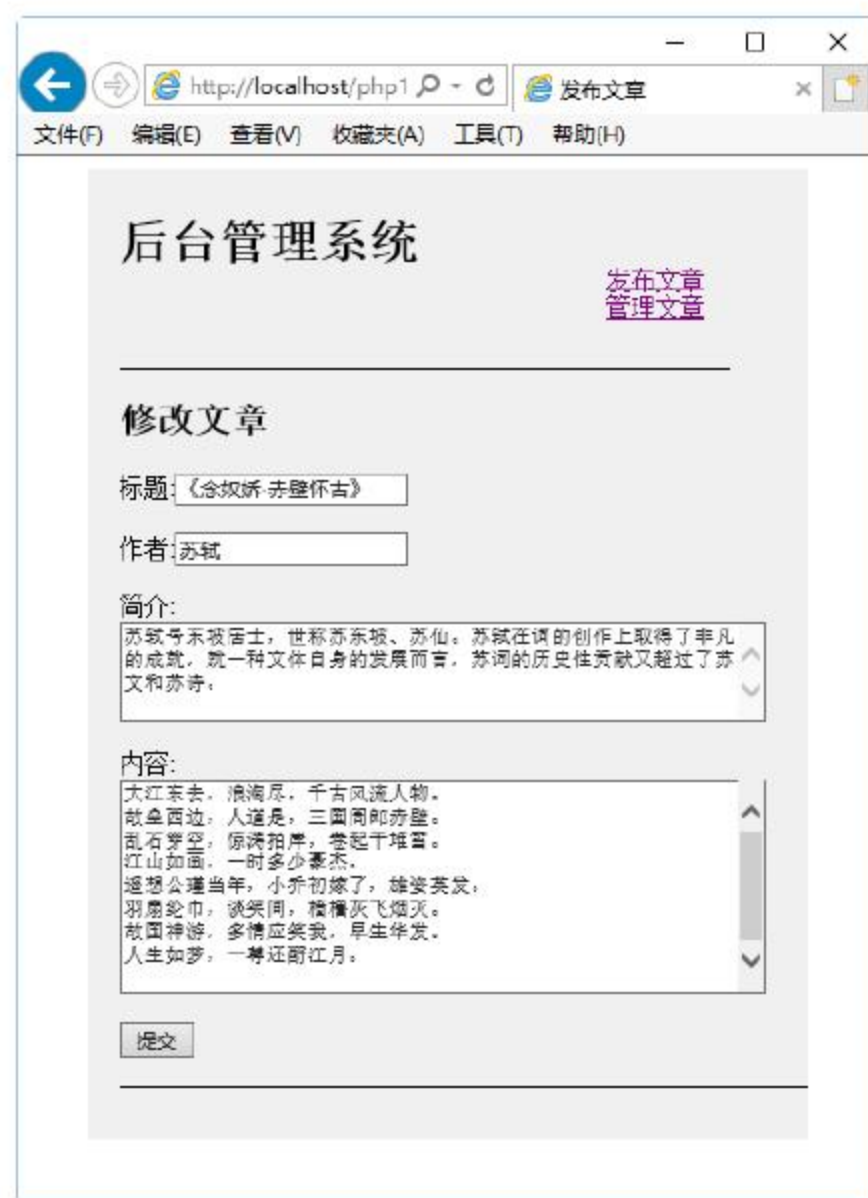 http://localhost/php1
发布文章
文件(F) 编辑(E) 查看(V) 收藏夹(A) 工具(T) 帮助(H)
后台管理系统
发布文章
管理文章
修改文章
标题:《念奴娇·赤壁怀古》
作者:苏轼
简介:
苏轼号东坡居士，世称苏东坡、苏仙。苏轼在词的创作上取得了非凡
的成就，就一种文体自身的发展而言，苏词的历史性贡献又超过了苏
文和苏诗。
内容:
大江东去，浪淘尽，千古风流人物。
故垒西边，人道是，三国周郎赤壁。
乱石穿空，惊涛拍岸，卷起千堆雪。
江山如画，一时多少豪杰。
遥想公瑾当年，小乔初嫁了，雄姿英发。
羽扇纶巾，谈笑间，樯橹灰飞烟灭。
故国神游，多情应笑我，早生华发。
人生如梦，一尊还酹江月。
提交